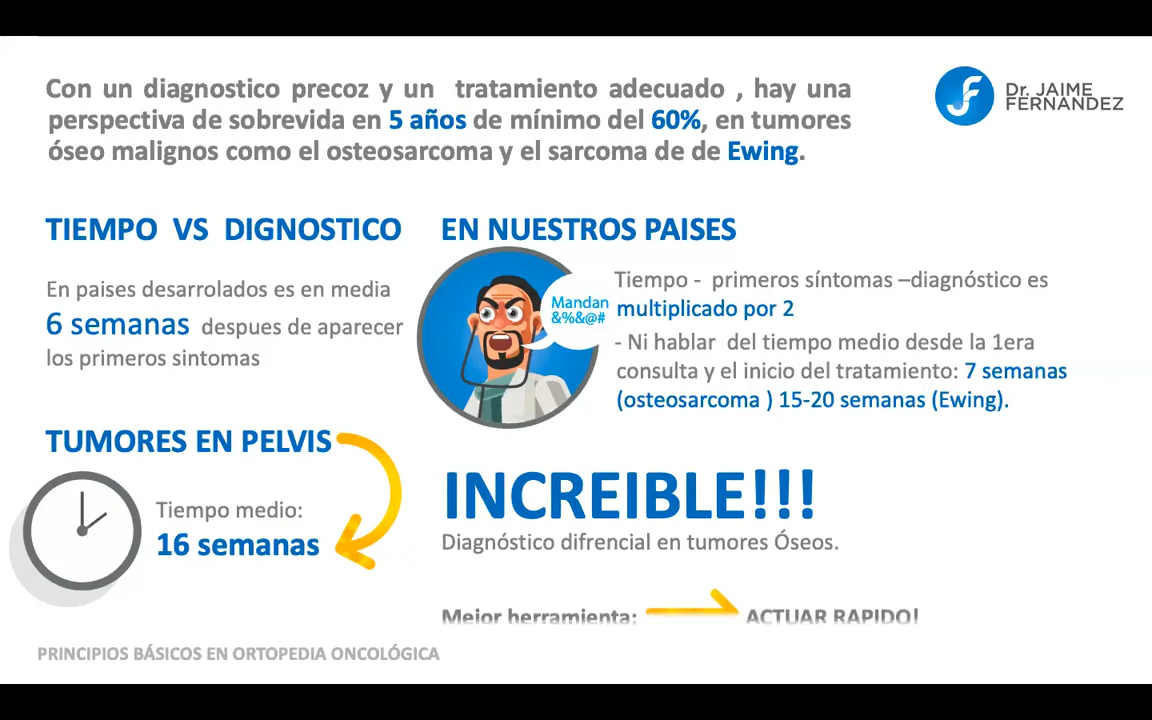 Con un diagnostico precoz y un tratamiento adecuado , hay una
perspectiva de sobrevida en 5 años de mínimo del 60%, en tumores
óseo malignos como el osteosarcoma y el sarcoma de de Ewing.
Dr. JAIME
FERNANDEZ
TIEMPO VS DIGNOSTICO
En paises desarrolados es en media
6 semanas despues de aparecer
los primeros sintomas
EN NUESTROS PAISES
Mandan
&%&@#
Tiempo - primeros síntomas –diagnóstico es
multiplicado por 2
- Ni hablar del tiempo medio desde la 1era
consulta y el inicio del tratamiento: 7 semanas
(osteosarcoma ) 15-20 semanas (Ewing).
TUMORES EN PELVIS
Tiempo medio:
16 semanas
INCREIBLE!!!
Diagnóstico difrencial en tumores Óseos.
Mejor herramienta: ACTUAR RAPIDO!
PRINCIPIOS BÁSICOS EN ORTOPEDIA ONCOLÓGICA